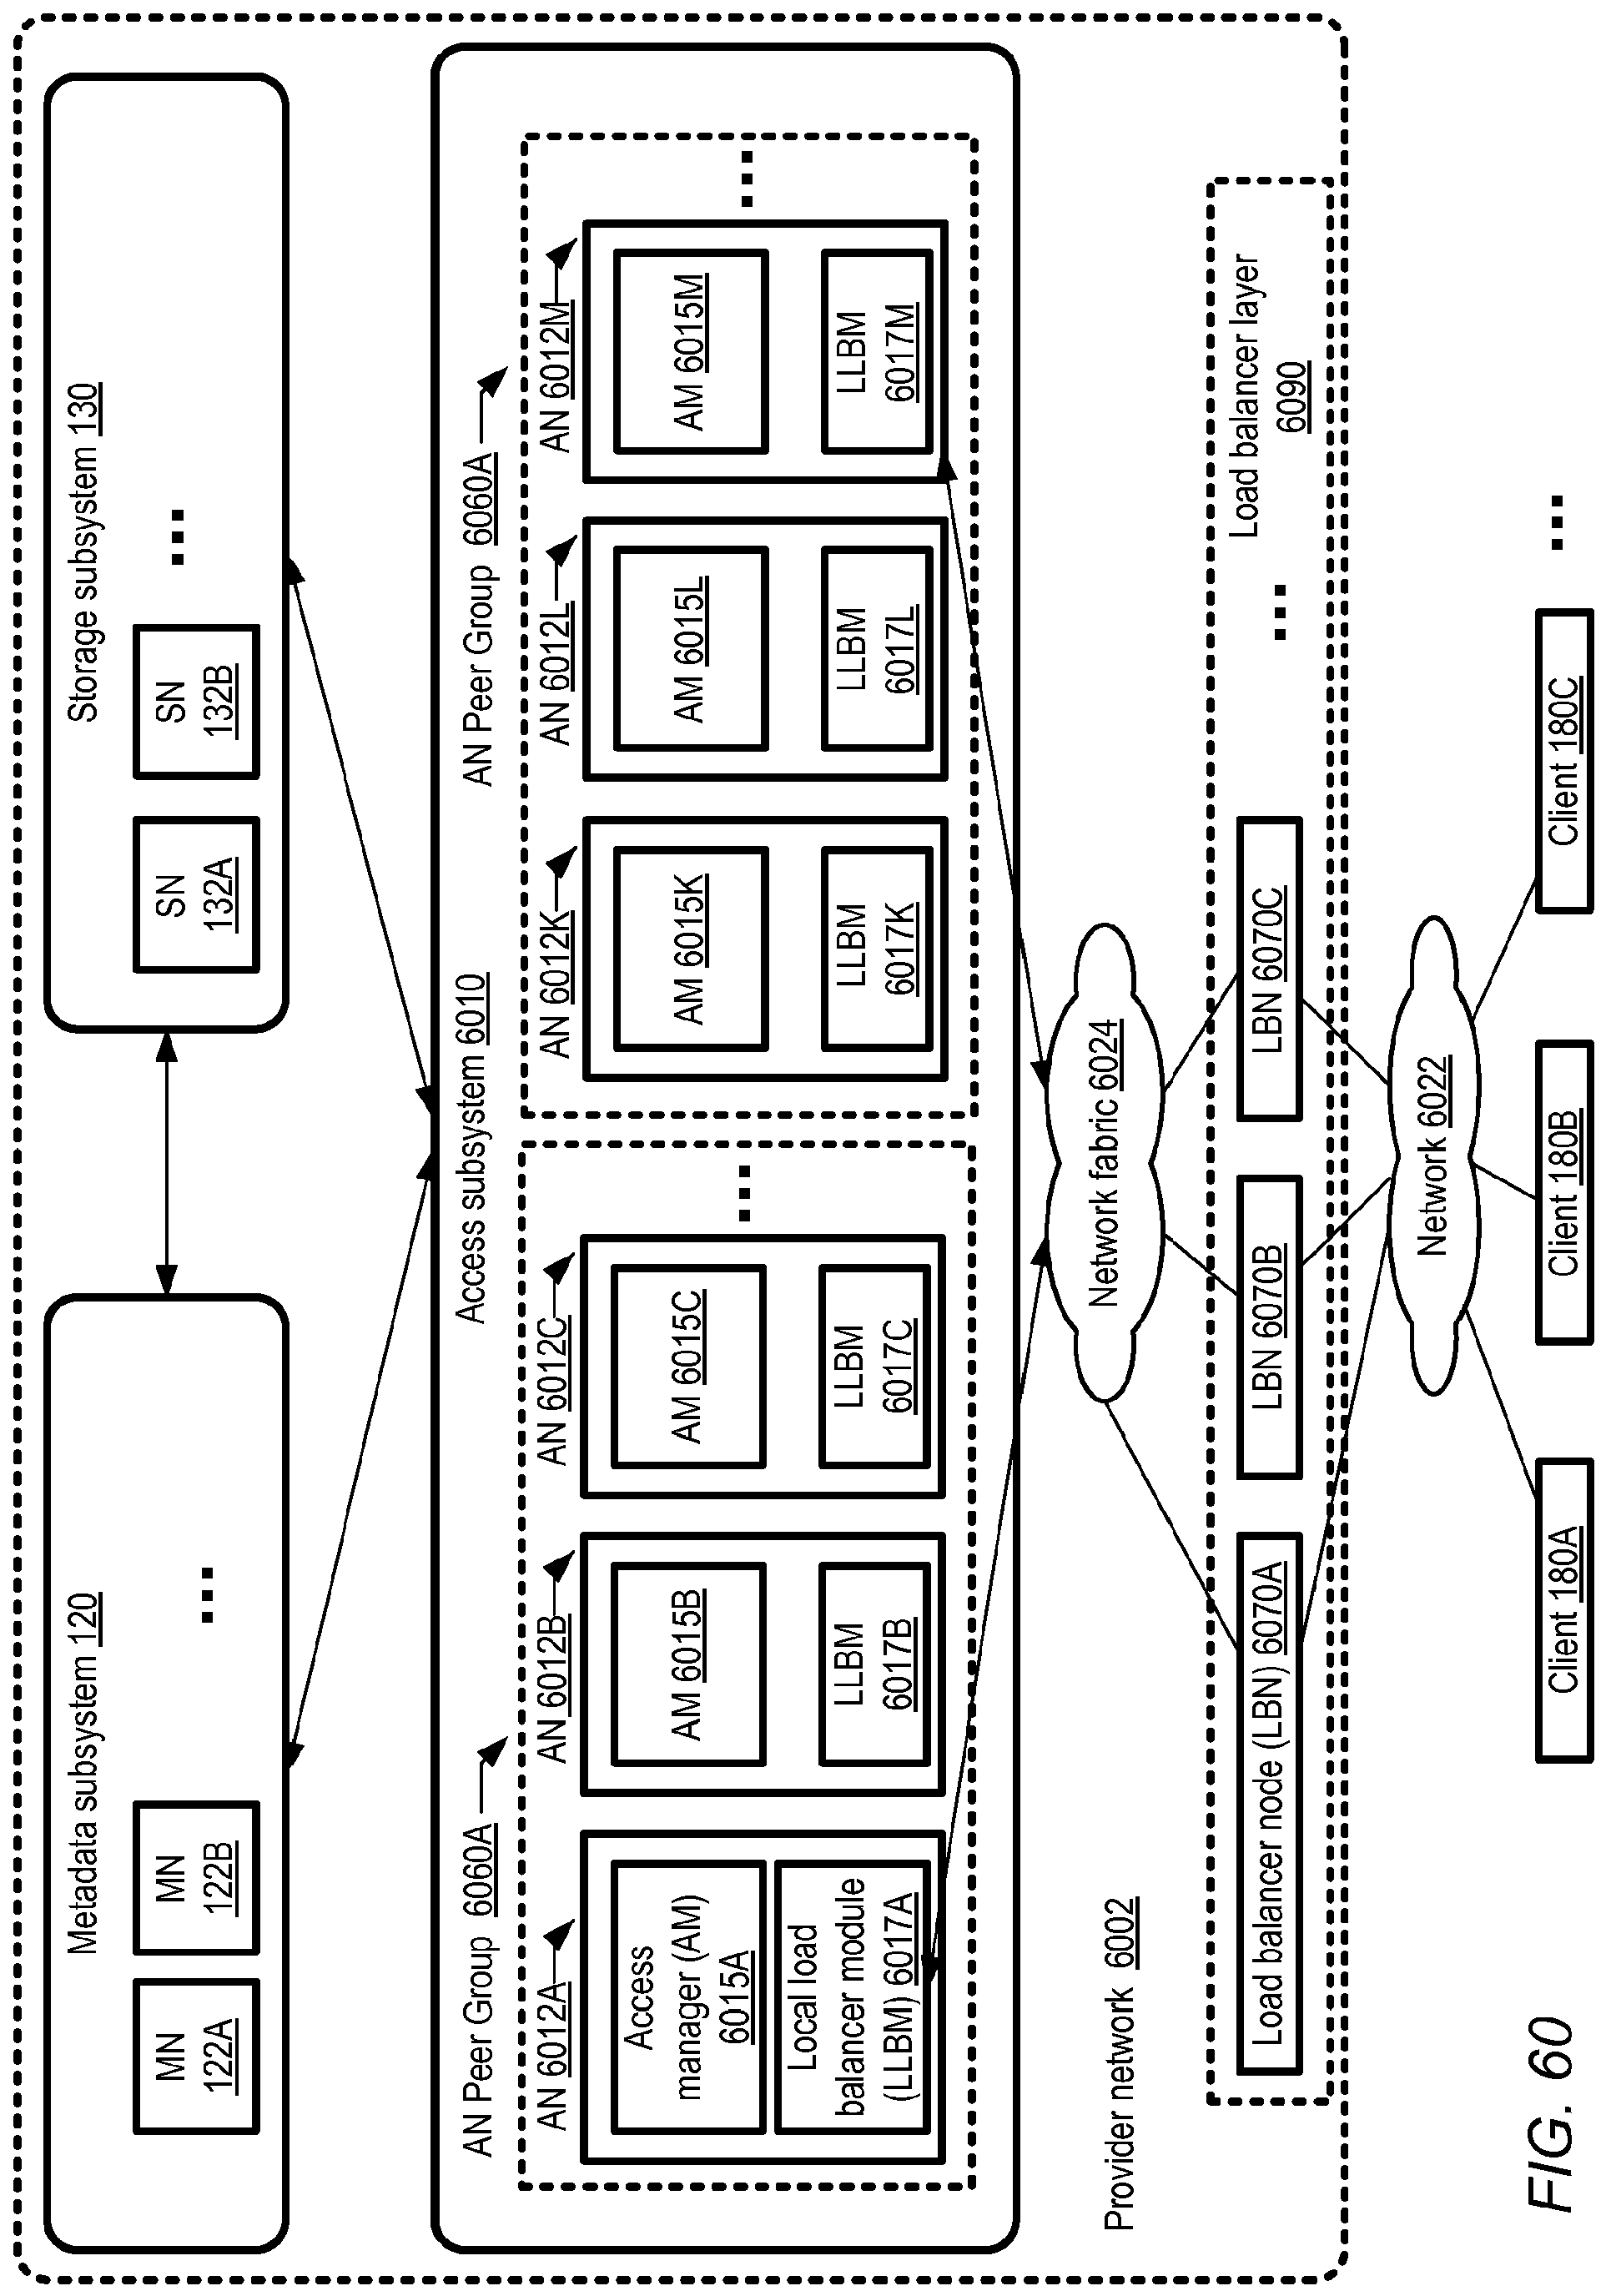 Metadata subsystem 120
MN
122A
MN
122B
...
Storage subsystem 130
SN
132A
SN
132B
...
Access subsystem 6010
AN Peer Group 6060A
AN 6012A
Access
manager (AM)
6015A
Local load
balancer module
(LLBM) 6017A
AN 6012B
AM 6015B
LLBM
6017B
AN 6012C
AM 6015C
LLBM
6017C
...
AN Peer Group 6060A
AN 6012K
AM 6015K
LLBM
6017K
AN 6012L
AM 6015L
LLBM
6017L
AN 6012M
AM 6015M
LLBM
6017M
...
Provider network 6002
Network fabric 6024
Load balancer node (LBN) 6070A
LBN 6070B
LBN 6070C
...
Load balancer layer
6090
Network 6022
Client 180A
Client 180B
Client 180C
...
FIG. 60